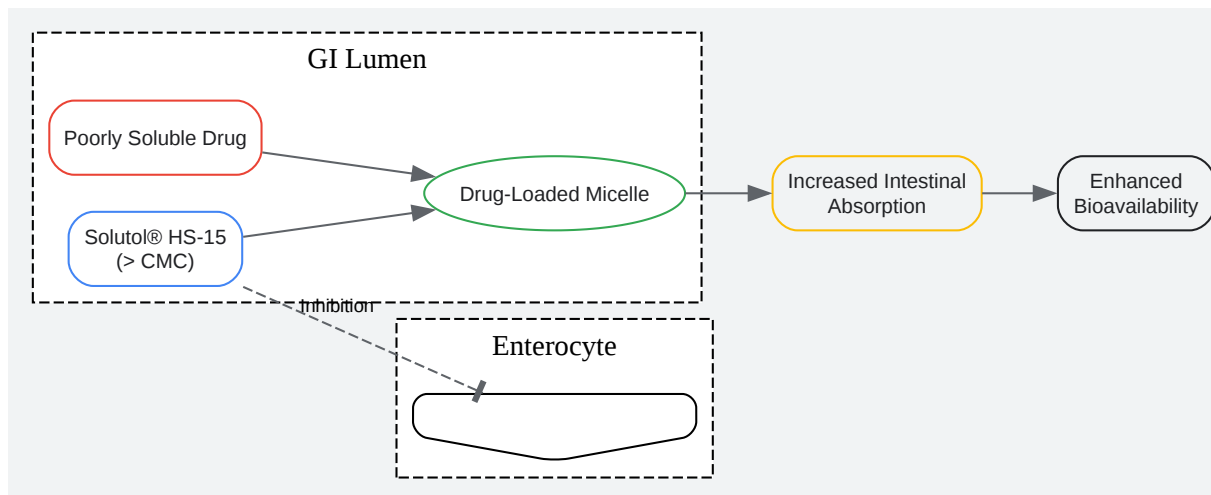 GI Lumen
Poorly Soluble Drug
Solutol® HS-15
(> CMC)
Drug-Loaded Micelle
Increased Intestinal
Absorption
Enhanced
Bioavailability
Inhibition
Enterocyte